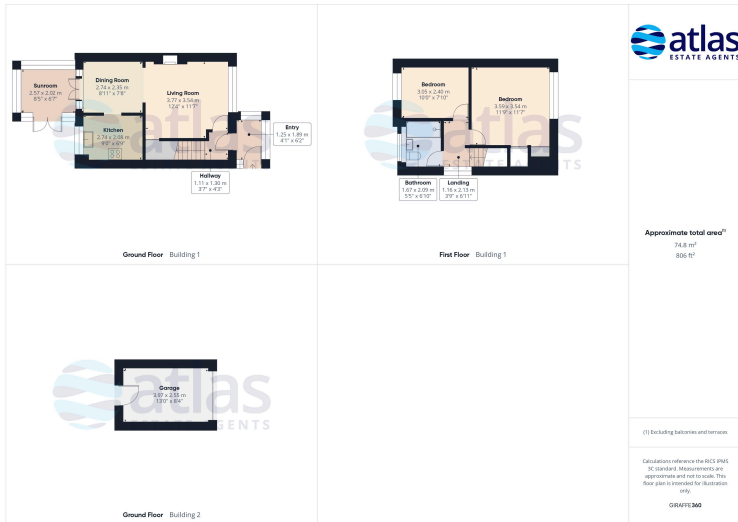 Sunroom
2.57 x 2.02 m
8'5" x 6'7"
Dining Room
2.74 x 2.35 m
8'11" x 7'8"
Living Room
3.77 x 3.54 m
12'4" x 11'7"
Kitchen
2.74 x 2.08 m
9'0" x 6'9"
Entry
1.25 x 1.89 m
4'1" x 6'2"
Hallway
1.11 x 1.30 m
3'7" x 4'3"
atlas
Ground Floor Building 1
Bedroom
3.05 x 2.40 m
10'0" x 7'10"
Bedroom
3.59 x 3.54 m
11'9" x 11'7"
Bathroom
1.67 x 2.09 m
5'5" x 6'10"
Landing
1.16 x 2.13 m
3'9" x 6'11"
atlas
ESTATE AGENTS
First Floor Building 1
Garage
3.97 x 2.55 m
13'0" x 8'4"
atlas
AGENTS
Ground Floor Building 2
atlas
ESTATE AGENTS
Approximate total area(1)
74.8 m²
806 ft²
(1) Excluding balconies and terraces
Calculations reference the RICS IPMS
3C standard. Measurements are
approximate and not to scale. This
floor plan is intended for illustration
only.
GIRAFFE360